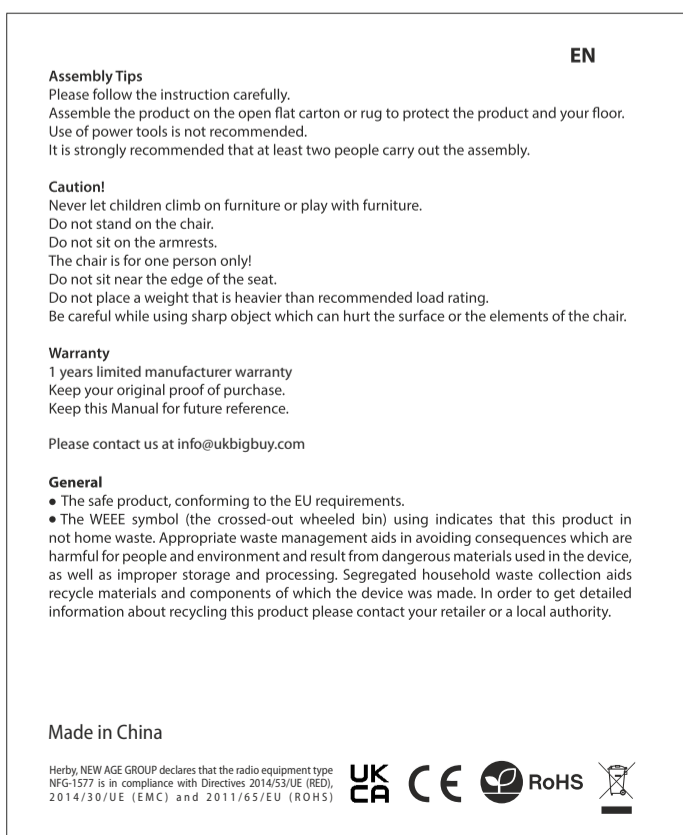 EN
Assembly Tips
Please follow the instruction carefully.
Assemble the product on the open flat carton or rug to protect the product and your floor.
Use of power tools is not recommended.
It is strongly recommended that at least two people carry out the assembly.
Caution!
Never let children climb on furniture or play with furniture.
Do not stand on the chair.
Do not sit on the armrests.
The chair is for one person only!
Do not sit near the edge of the seat.
Do not place a weight that is heavier than recommended load rating.
Be careful while using sharp object which can hurt the surface or the elements of the chair.
Warranty
1 years limited manufacturer warranty
Keep your original proof of purchase.
Keep this Manual for future reference.
Please contact us at info@ukbigbuy.com
General
● The safe product, conforming to the EU requirements.
● The WEEE symbol (the crossed-out wheeled bin) using indicates that this product in
not home waste. Appropriate waste management aids in avoiding consequences which are
harmful for people and environment and result from dangerous materials used in the device,
as well as improper storage and processing. Segregated household waste collection aids
recycle materials and components of which the device was made. In order to get detailed
information about recycling this product please contact your retailer or a local authority.
Made in China
Herby, NEW AGE GROUP declares that the radio equipment type
NFG-1577 is in compliance with Directives 2014/53/UE (RED),
2014/30/UE (EMC) and 2011/65/EU (ROHS)
UK
CA
CE
RoHS